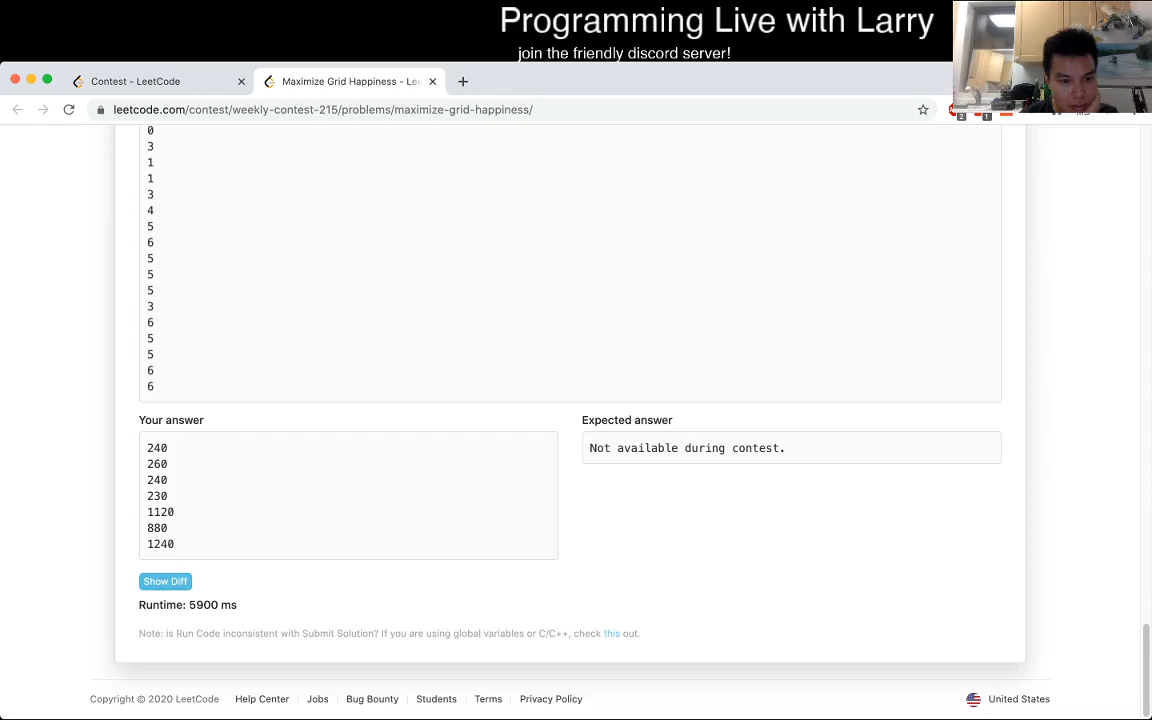 Programming Live with Larry
join the friendly discord server!
Contest - LeetCode
Maximize Grid Happiness - Lee
leetcode.com/contest/weekly-contest-215/problems/maximize-grid-happiness/
2
1
0
3
1
1
3
4
5
6
5
5
5
3
6
5
5
6
6
Your answer
Expected answer
240
260
240
230
1120
880
1240
Not available during contest.
Show Diff
Runtime: 5900 ms
Note: is Run Code inconsistent with Submit Solution? If you are using global variables or C/C++, check this out.
Copyright © 2020 LeetCode
Help Center
Jobs
Bug Bounty
Students
Terms
Privacy Policy
United States